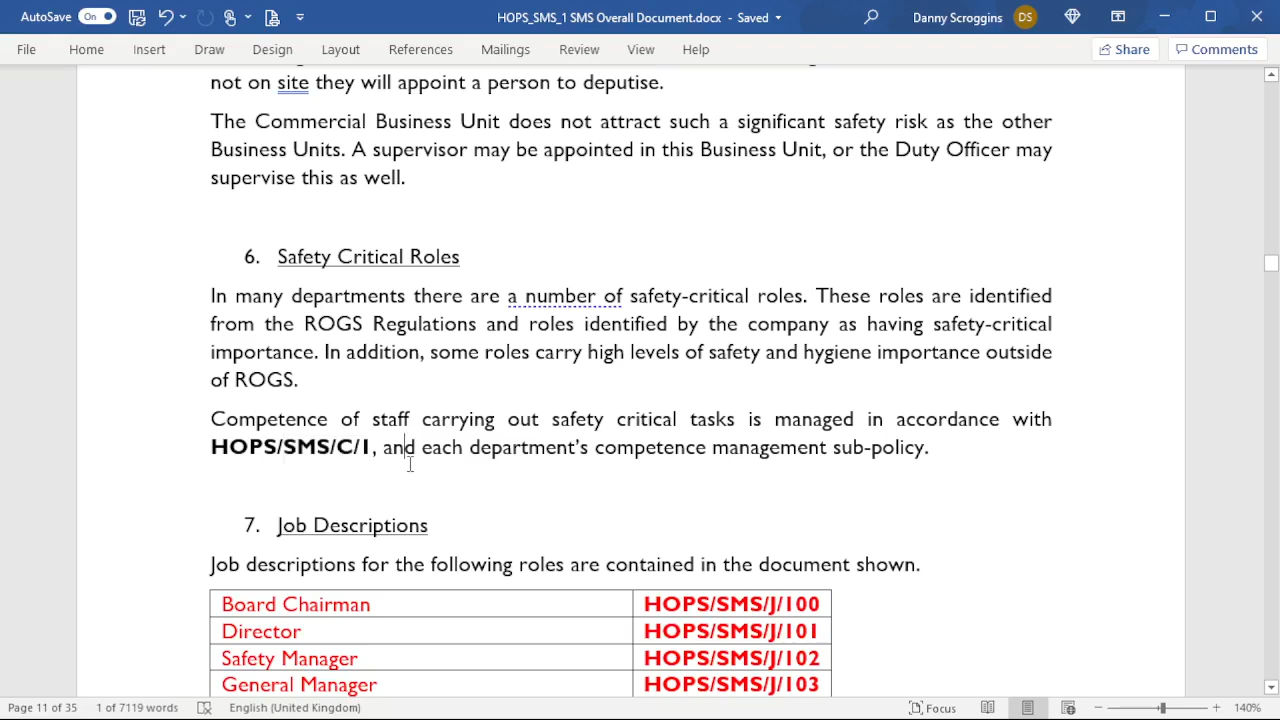 AutoSave On HOPS_SMS_1 SMS Overall Document.docx - Saved Danny Scroggins DS
File Home Insert Draw Design Layout References Mailings Review View Help Share Comments
not on site they will appoint a person to deputise.
The Commercial Business Unit does not attract such a significant safety risk as the other
Business Units. A supervisor may be appointed in this Business Unit, or the Duty Officer may
supervise this as well.
6. Safety Critical Roles
In many departments there are a number of safety-critical roles. These roles are identified
from the ROGS Regulations and roles identified by the company as having safety-critical
importance. In addition, some roles carry high levels of safety and hygiene importance outside
of ROGS.
Competence of staff carrying out safety critical tasks is managed in accordance with
HOPS/SMS/C/1, and each department’s competence management sub-policy.
7. Job Descriptions
Job descriptions for the following roles are contained in the document shown.
Board Chairman HOPS/SMS/J/100
Director HOPS/SMS/J/101
Safety Manager HOPS/SMS/J/102
General Manager HOPS/SMS/J/103
Page 11 of 35 1 of 7119 words English (United Kingdom) Focus 140%